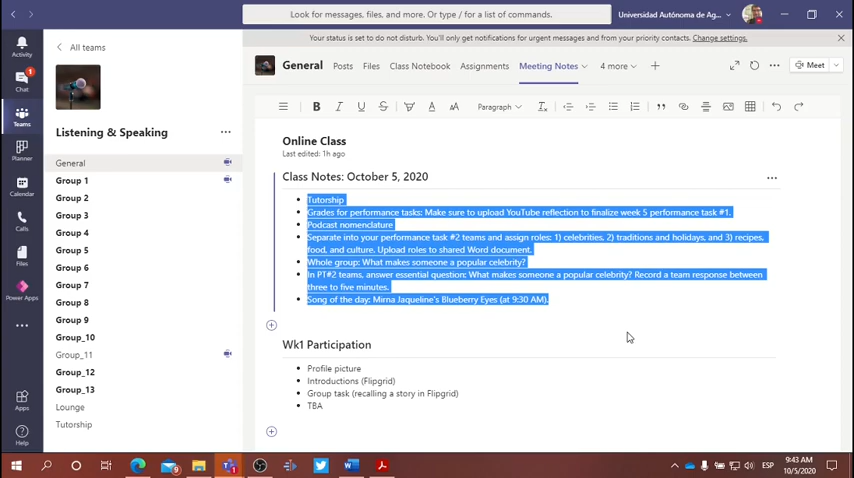 Look for messages, files, and more. Or type / for a list of commands.
Universidad Autónoma de Ag...
Your status is set to do not disturb. You'll only get notifications for urgent messages and from your priority contacts. Change settings.
Activity
Chat
1
Teams
Planner
Calendar
Calls
Files
Power Apps
Apps
Help
All teams
Listening & Speaking
General
Group 1
Group 2
Group 3
Group 4
Group 5
Group 6
Group 7
Group 8
Group 9
Group_10
Group_11
Group_12
Group_13
Lounge
Tutorship
General Posts Files Class Notebook Assignments Meeting Notes 4 more Meet
B I U S A AA Paragraph
Online Class
Last edited: 1h ago
Class Notes: October 5, 2020
• Tutorship
• Grades for performance tasks: Make sure to upload YouTube reflection to finalize week 5 performance task #1.
• Podcast nomenclature
• Separate into your performance task #2 teams and assign roles: 1) celebrities, 2) traditions and holidays, and 3) recipes,
food, and culture. Upload roles to shared Word document.
• Whole group: What makes someone a popular celebrity?
• In PT#2 teams, answer essential question: What makes someone a popular celebrity? Record a team response between
three to five minutes.
• Song of the day: Mirna Jaqueline's Blueberry Eyes (at 9:30 AM).
Wk1 Participation
• Profile picture
• Introductions (Flipgrid)
• Group task (recalling a story in Flipgrid)
• TBA
ESP
9:43 AM
10/5/2020